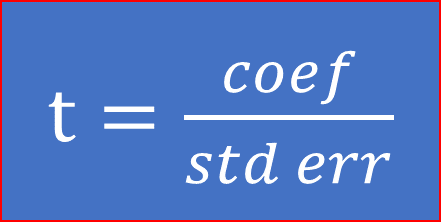 t = coef
std err